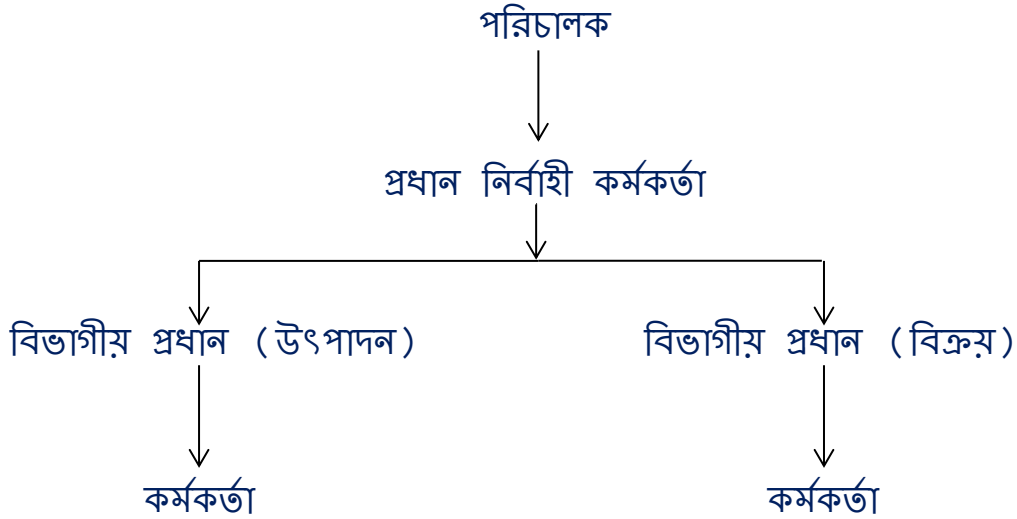 পরিচালক
প্রধান নির্বাহী কর্মকর্তা
বিভাগীয় প্রধান (উৎপাদন) বিভাগীয় প্রধান (বিক্রয়)
কর্মকর্তা কর্মকর্তা